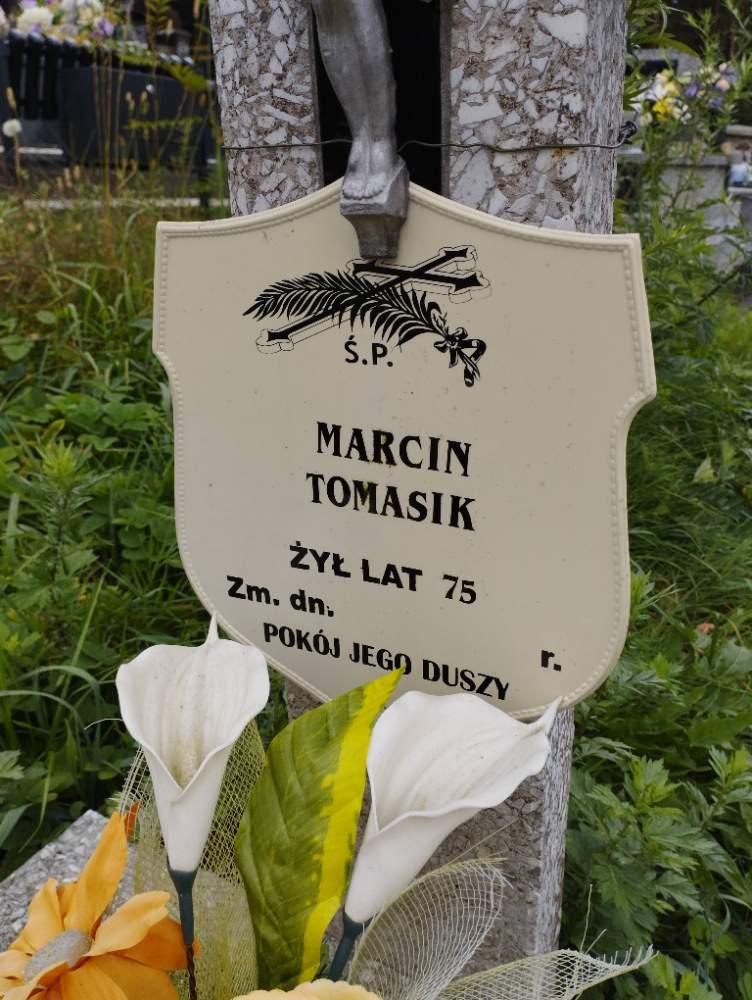 Ś.P.
MARCIN
TOMASIK
ŻYŁ LAT 75
Zm. dn. r.
POKÓJ JEGO DUSZY